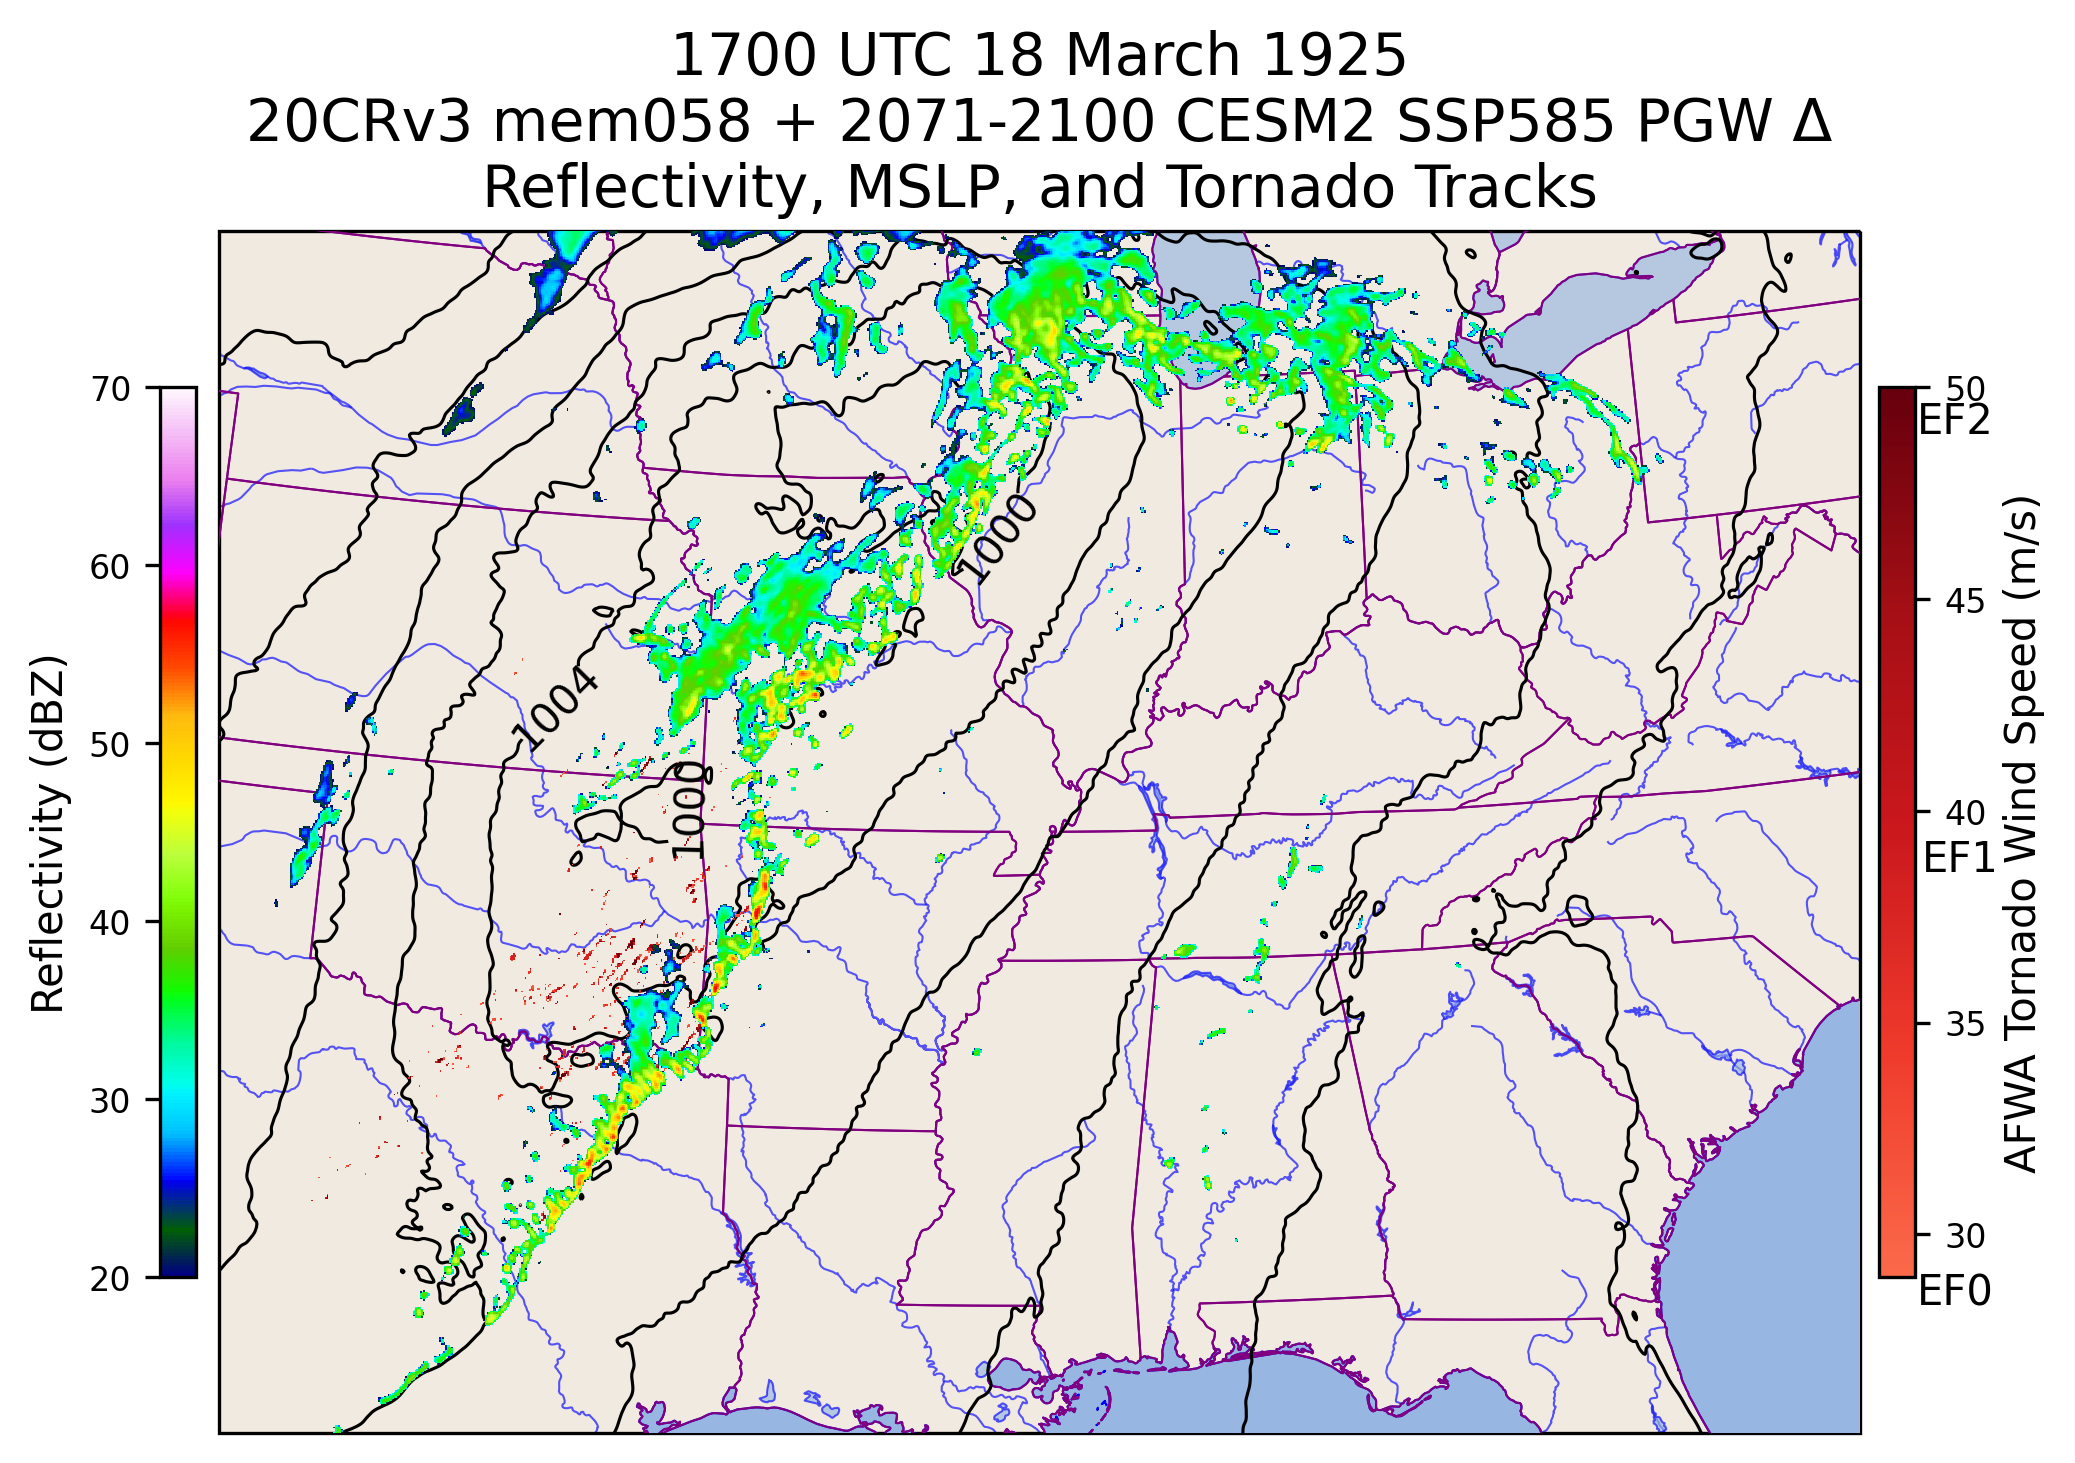 1700 UTC 18 March 1925
20CRv3 mem058 + 2071-2100 CESM2 SSP585 PGW Δ
Reflectivity, MSLP, and Tornado Tracks
70
60
50
40
30
20
Reflectivity (dBZ)
1000
1004
1000
50
EF2
45
40
EF1
35
30
EF0
AFWA Tornado Wind Speed (m/s)